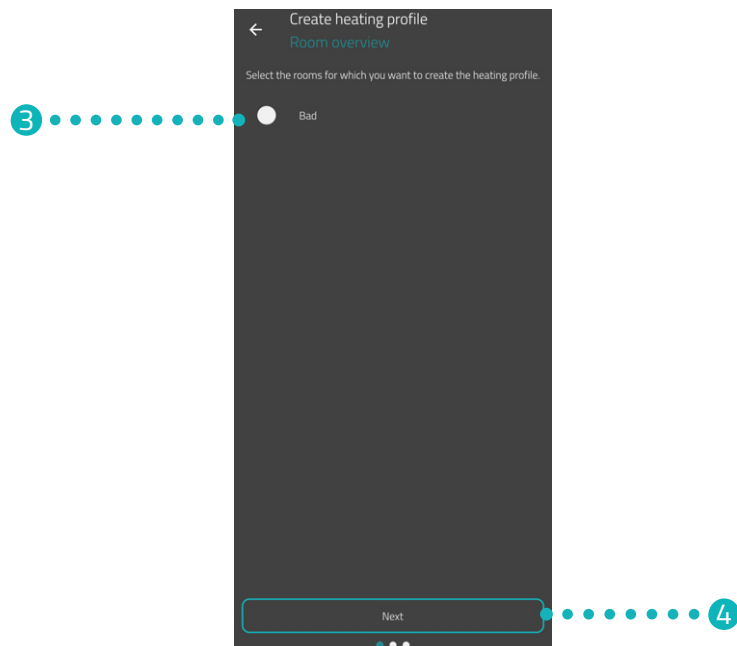 Create heating profile
Room overview
Select the rooms for which you want to create the heating profile.
3
Bad
Next
4